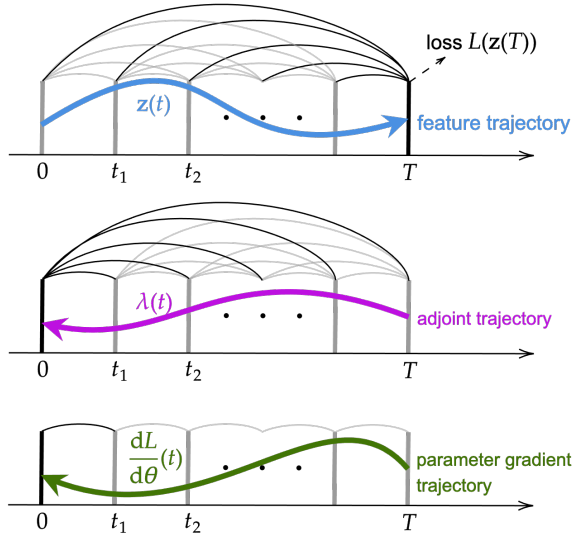 loss L(z(T))
z(t)
feature trajectory
0 t₁ t₂ T
λ(t)
adjoint trajectory
0 t₁ t₂ T
dL
dθ (t)
parameter gradient
trajectory
0 t₁ t₂ T